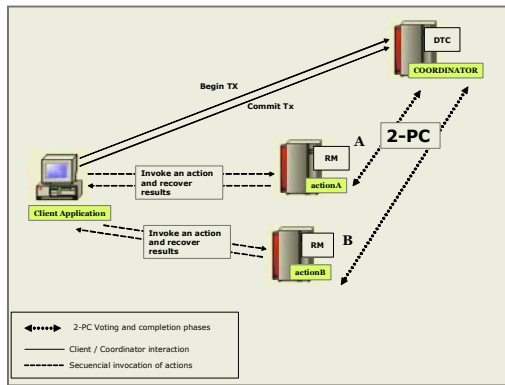 DTC
COORDINATOR
Begin TX
Commit Tx
2-PC
A
RM
actionA
Invoke an action
and recover
results
Client Application
B
RM
actionB
Invoke an action
and recover
results
2-PC Voting and completion phases
Client / Coordinator interaction
Secuencial invocation of actions